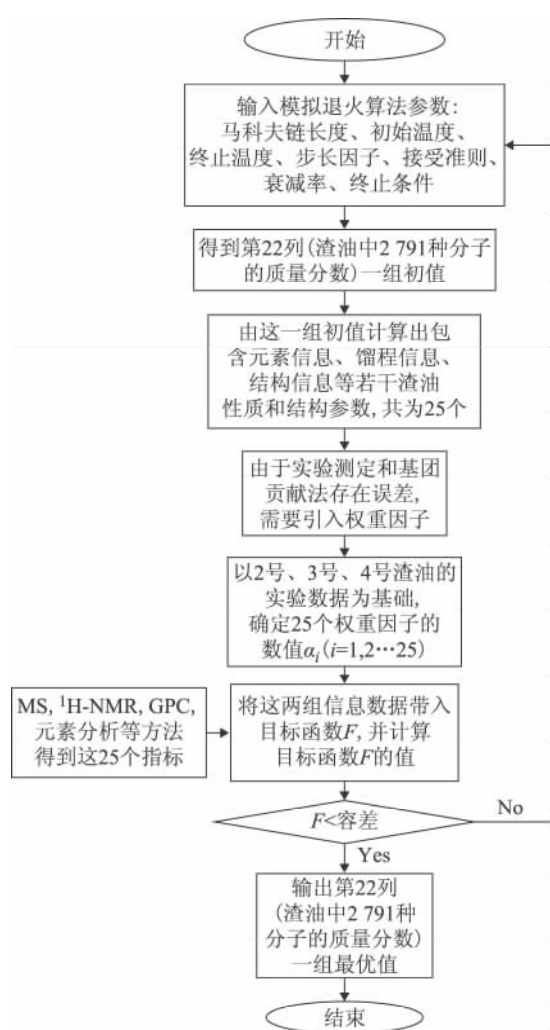 开始
输入模拟退火算法参数:
马科夫链长度、初始温度、
终止温度、步长因子、接受准则、
衰减率、终止条件
得到第22列(渣油中2 791种分子
的质量分数)一组初值
由这一组初值计算出包
含元素信息、馏程信息、
结构信息等若干渣油
性质和结构参数,共为25个
由于实验测定和基团
贡献法存在误差,
需要引入权重因子
以2号、3号、4号渣油的
实验数据为基础,
确定25个权重因子的
数值αi(i=1,2…25)
MS, ¹H-NMR, GPC,
元素分析等方法
得到这25个指标
将这两组信息数据带入
目标函数F,并计算
目标函数F的值
F<容差
No
Yes
输出第22列
(渣油中2 791种
分子的质量分数)
一组最优值
结束